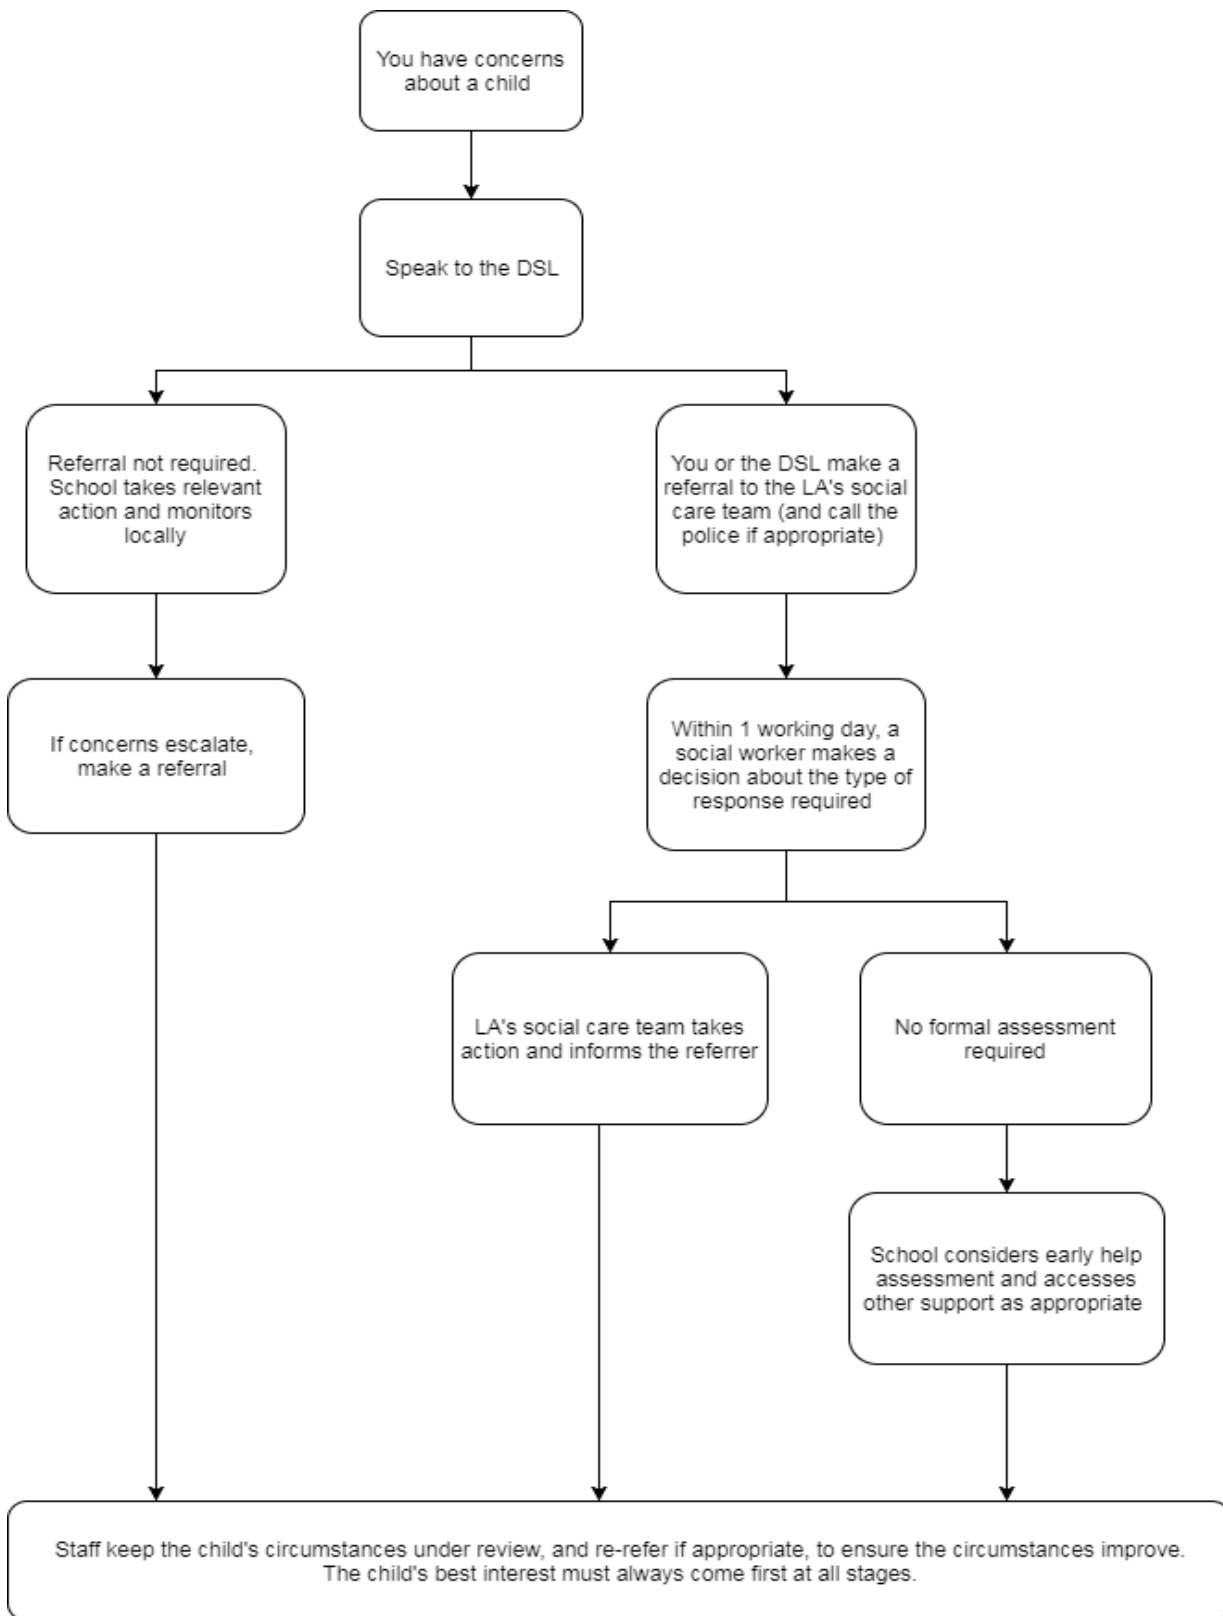 You have concerns
about a child
Speak to the DSL
Referral not required.
School takes relevant
action and monitors
locally
You or the DSL make a
referral to the LA's social
care team (and call the
police if appropriate)
If concerns escalate,
make a referral
Within 1 working day, a
social worker makes a
decision about the type of
response required
LA's social care team takes
action and informs the referrer
No formal assessment
required
School considers early help
assessment and accesses
other support as appropriate
Staff keep the child's circumstances under review, and re-refer if appropriate, to ensure the circumstances improve.
The child's best interest must always come first at all stages.